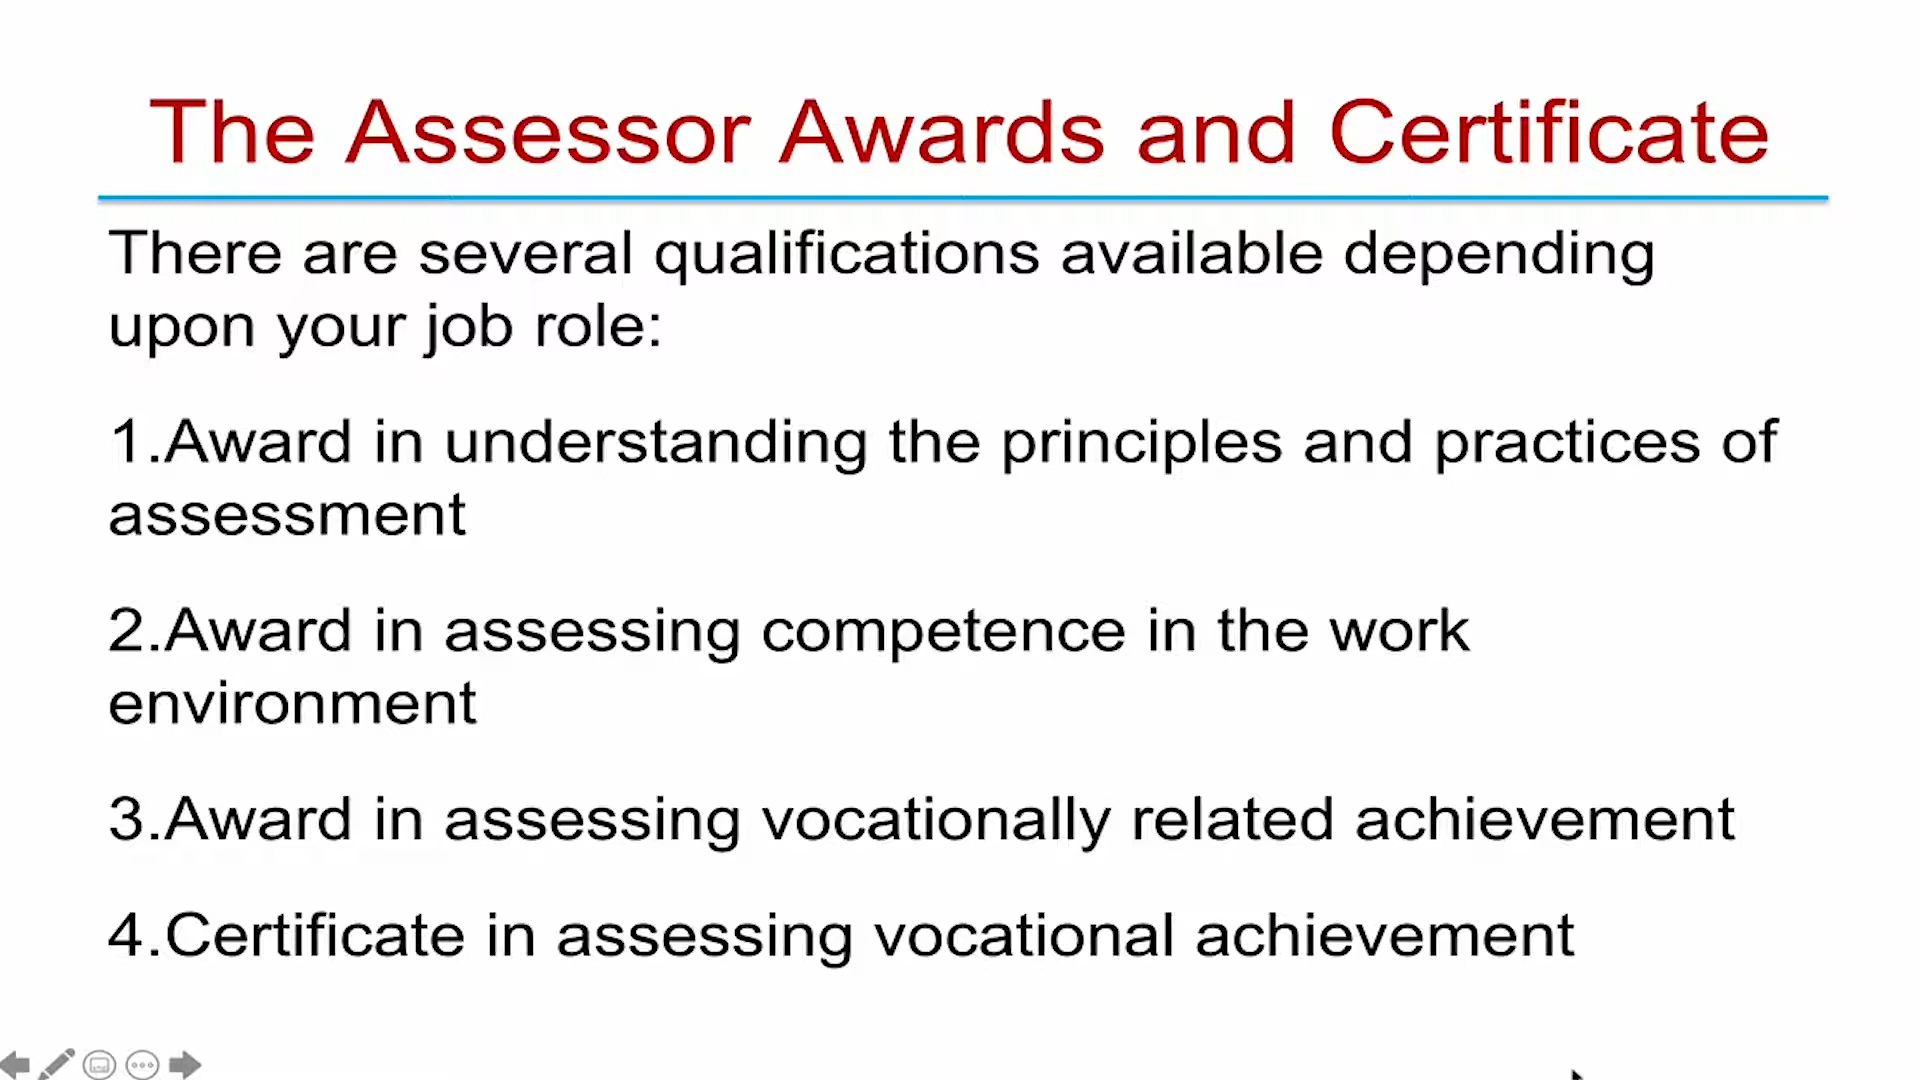 The Assessor Awards and Certificate
There are several qualifications available depending
upon your job role:
1.Award in understanding the principles and practices of
assessment
2.Award in assessing competence in the work
environment
3.Award in assessing vocationally related achievement
4.Certificate in assessing vocational achievement